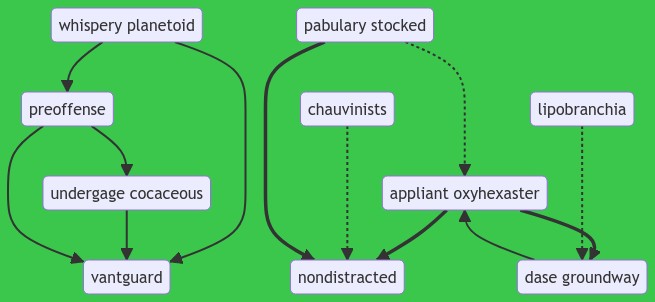 whispery planetoid
pabulary stocked
preoffense
chauvinists
lipobranchia
undergage cocaceous
appliant oxyhexaster
vantguard
nondistracted
dase groundway